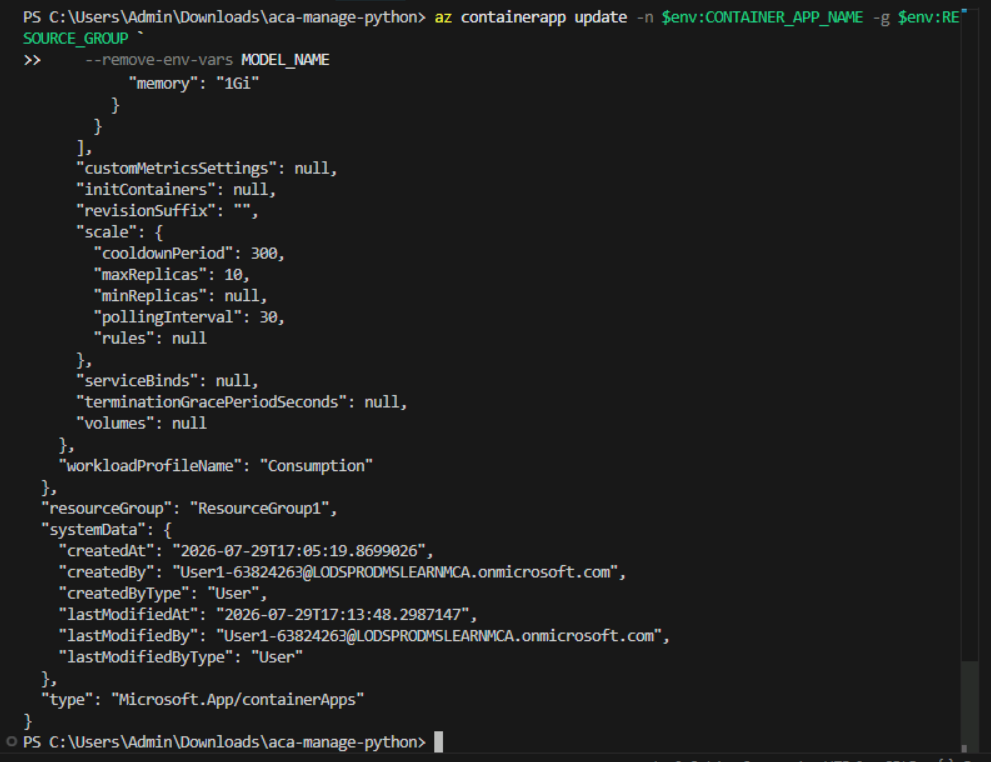 PS C:\Users\Admin\Downloads\aca-manage-python> az containerapp update -n $env:CONTAINER_APP_NAME -g $env:RE
SOURCE_GROUP `
>>     --remove-env-vars MODEL_NAME
            "memory": "1Gi"
          }
        }
      ],
      "customMetricsSettings": null,
      "initContainers": null,
      "revisionSuffix": "",
      "scale": {
        "cooldownPeriod": 300,
        "maxReplicas": 10,
        "minReplicas": null,
        "pollingInterval": 30,
        "rules": null
      },
      "serviceBinds": null,
      "terminationGracePeriodSeconds": null,
      "volumes": null
    },
    "workloadProfileName": "Consumption"
  },
  "resourceGroup": "ResourceGroup1",
  "systemData": {
    "createdAt": "2026-07-29T17:05:19.8699026",
    "createdBy": "User1-63824263@LODSPRODMSLEARNMCA.onmicrosoft.com",
    "createdByType": "User",
    "lastModifiedAt": "2026-07-29T17:13:48.2987147",
    "lastModifiedBy": "User1-63824263@LODSPRODMSLEARNMCA.onmicrosoft.com",
    "lastModifiedByType": "User"
  },
  "type": "Microsoft.App/containerApps"
}
PS C:\Users\Admin\Downloads\aca-manage-python>